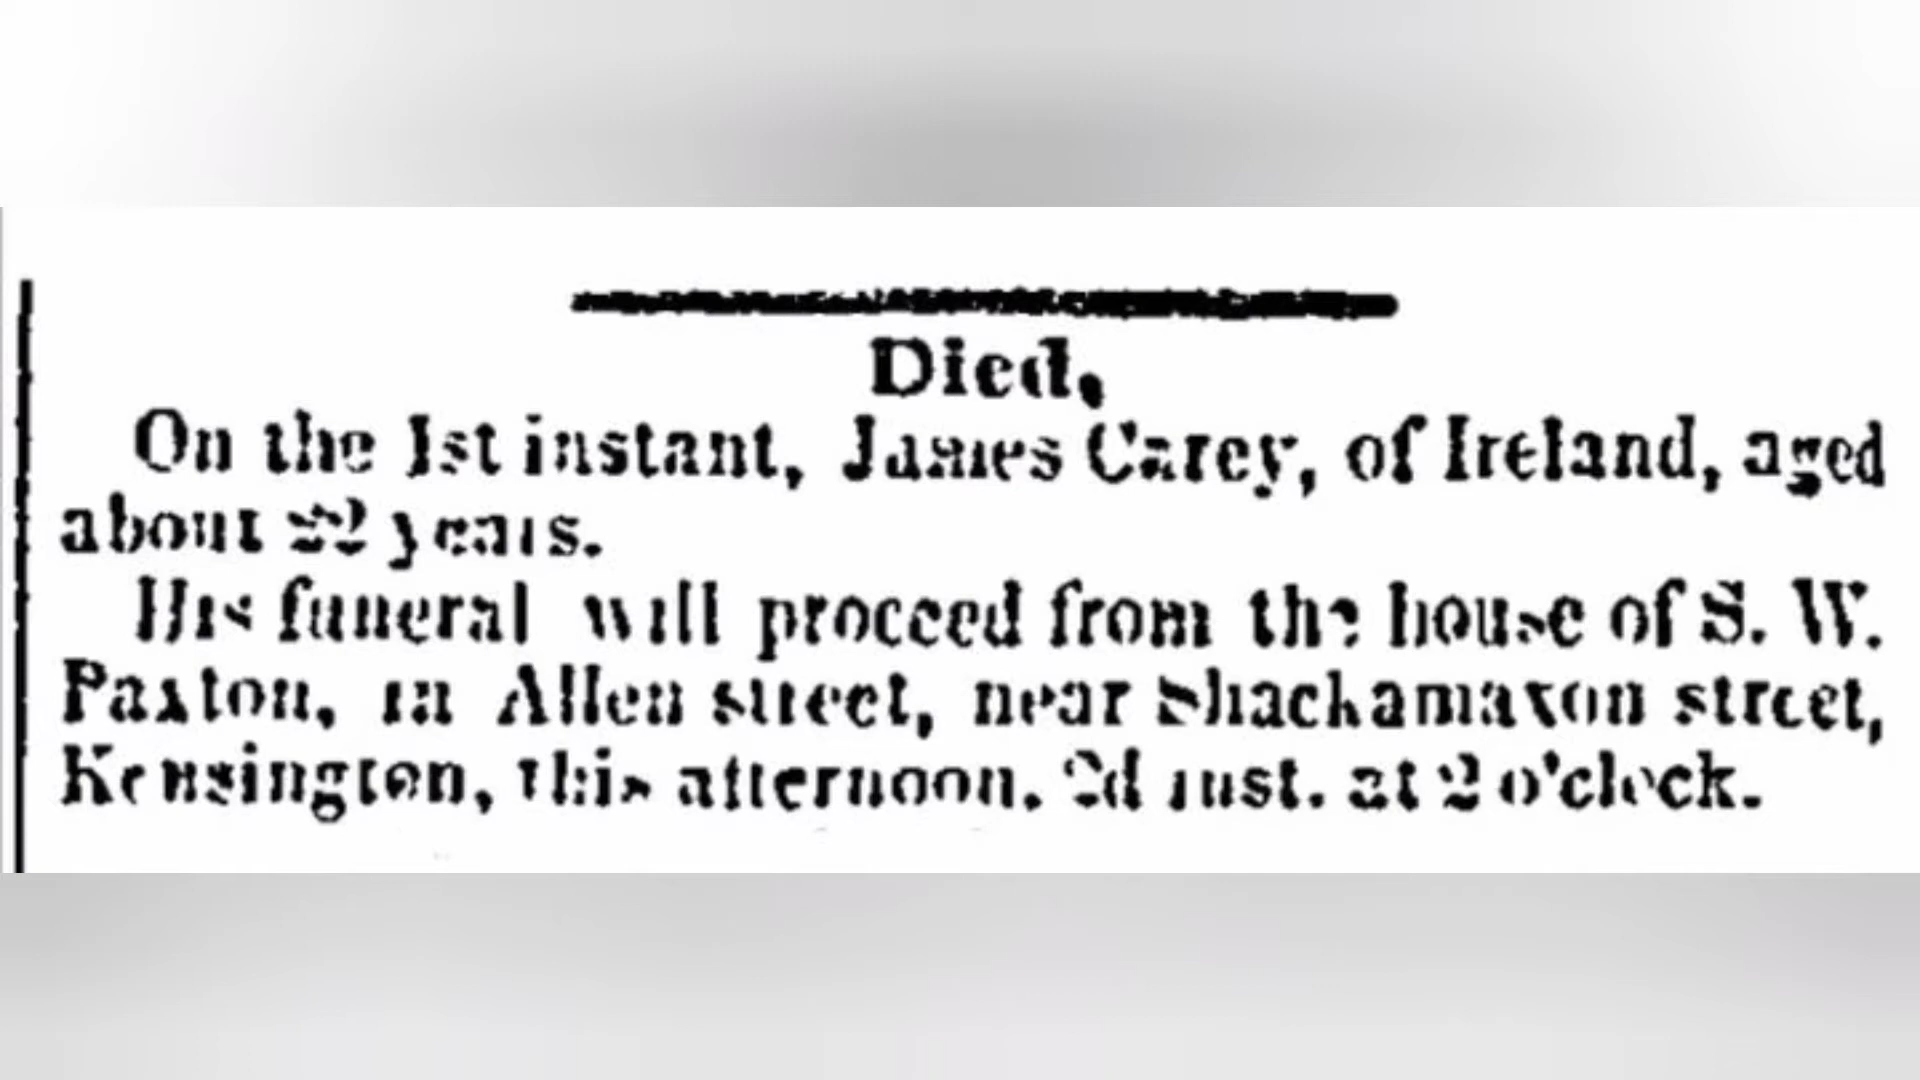 Died,
On the 1st instant, James Carey, of Ireland, aged
about 22 years.
His funeral will proceed from the house of S. W.
Paxton, in Allen street, near Shackamaxon street,
Kensington, this afternoon, 2d inst. at 2 o'clock.